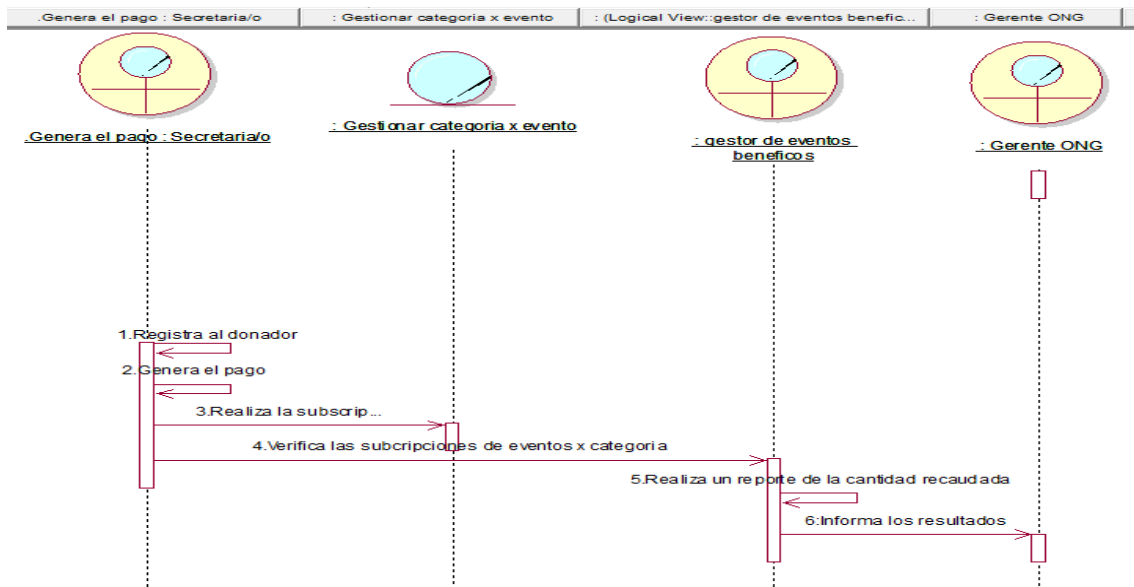 .Genera el pago : Secretaria/o
: Gestionar categoria x evento
: (Logical View::gestor de eventos benefic...
: Gerente ONG
.Genera el pago : Secretaria/o
: Gestionar categoria x evento
: gestor de eventos
beneficos
: Gerente ONG
1.Registra al donador
2.Genera el pago
3.Realiza la subscrip...
4.Verifica las subcripciones de eventos x categoria
5.Realiza un reporte de la cantidad recaudada
6:Informa los resultados